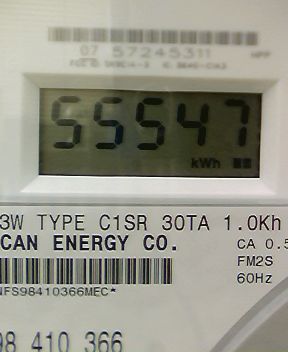 07 57245311
55547
kWh
3W TYPE C1SR 30TA 1.0Kh
CAN ENERGY CO.
CA 0.5
FM2S
60Hz
NFS98410366MEC*
98 410 366